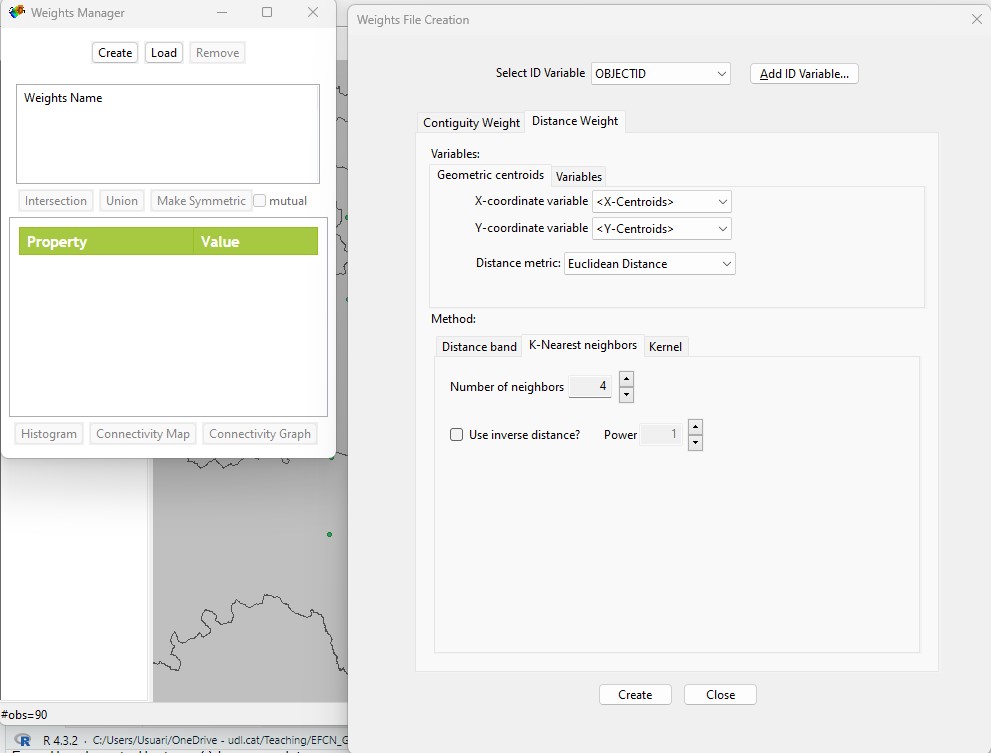 Weights Manager
Create Load Remove
Weights Name
Intersection Union Make Symmetric mutual
Property Value
Histogram Connectivity Map Connectivity Graph
#obs=90
R 4.3.2 · C:/Users/Usuari/OneDrive - udl.cat/Teaching/EFCN_G
Weights File Creation
Select ID Variable OBJECTID Add ID Variable...
Contiguity Weight Distance Weight
Variables:
Geometric centroids Variables
X-coordinate variable <X-Centroids>
Y-coordinate variable <Y-Centroids>
Distance metric: Euclidean Distance
Method:
Distance band K-Nearest neighbors Kernel
Number of neighbors 4
Use inverse distance? Power 1
Create Close